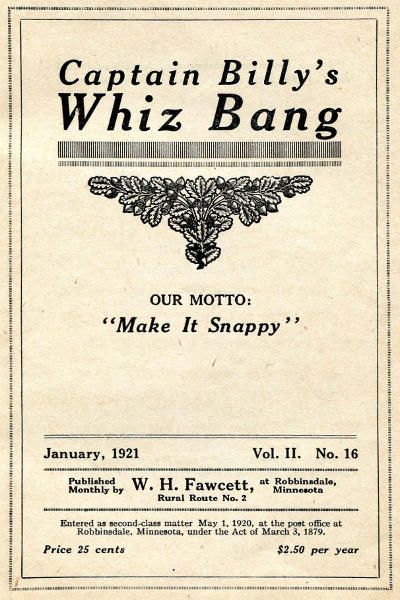 Captain Billy's
Whiz Bang
OUR MOTTO:
“Make It Snappy”
January, 1921 Vol. II. No. 16
Published Monthly by W. H. Fawcett, at Robbinsdale, Minnesota
Rural Route No. 2
Entered as second-class matter May 1, 1920, at the post office at
Robbinsdale, Minnesota, under the Act of March 3, 1879.
Price 25 cents $2.50 per year